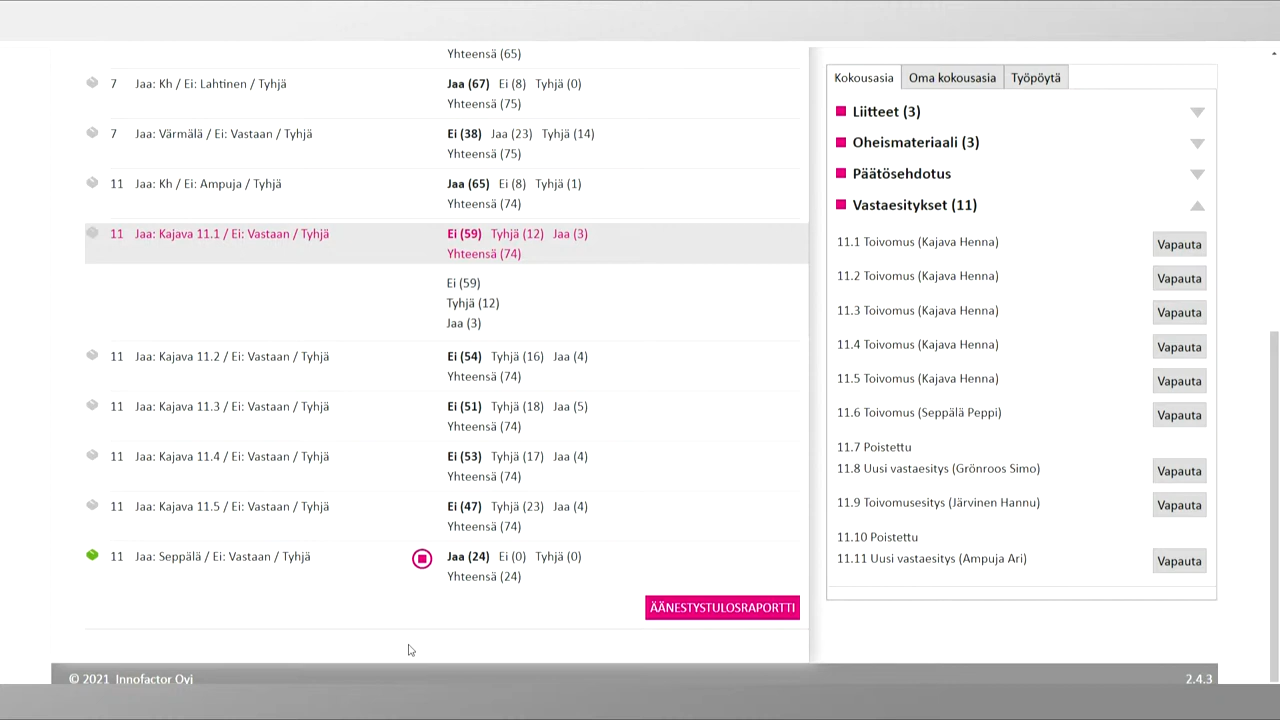 Yhteensä (65)
7 Jaa: Kh / Ei: Lahtinen / Tyhjä Jaa (67) Ei (8) Tyhjä (0)
Yhteensä (75)
7 Jaa: Värmälä / Ei: Vastaan / Tyhjä Ei (38) Jaa (23) Tyhjä (14)
Yhteensä (75)
11 Jaa: Kh / Ei: Ampuja / Tyhjä Jaa (65) Ei (8) Tyhjä (1)
Yhteensä (74)
11 Jaa: Kajava 11.1 / Ei: Vastaan / Tyhjä Ei (59) Tyhjä (12) Jaa (3)
Yhteensä (74)
Ei (59)
Tyhjä (12)
Jaa (3)
11 Jaa: Kajava 11.2 / Ei: Vastaan / Tyhjä Ei (54) Tyhjä (16) Jaa (4)
Yhteensä (74)
11 Jaa: Kajava 11.3 / Ei: Vastaan / Tyhjä Ei (51) Tyhjä (18) Jaa (5)
Yhteensä (74)
11 Jaa: Kajava 11.4 / Ei: Vastaan / Tyhjä Ei (53) Tyhjä (17) Jaa (4)
Yhteensä (74)
11 Jaa: Kajava 11.5 / Ei: Vastaan / Tyhjä Ei (47) Tyhjä (23) Jaa (4)
Yhteensä (74)
11 Jaa: Seppälä / Ei: Vastaan / Tyhjä Jaa (24) Ei (0) Tyhjä (0)
Yhteensä (24)
ÄÄNESTYSTULOSRAPORTTI
Kokousasia Oma kokousasia Työpöytä
Liitteet (3)
Oheismateriaali (3)
Päätösehdotus
Vastaesitykset (11)
11.1 Toivomus (Kajava Henna) Vapauta
11.2 Toivomus (Kajava Henna) Vapauta
11.3 Toivomus (Kajava Henna) Vapauta
11.4 Toivomus (Kajava Henna) Vapauta
11.5 Toivomus (Kajava Henna) Vapauta
11.6 Toivomus (Seppälä Peppi) Vapauta
11.7 Poistettu
11.8 Uusi vastaesitys (Grönroos Simo) Vapauta
11.9 Toivomusesitys (Järvinen Hannu) Vapauta
11.10 Poistettu
11.11 Uusi vastaesitys (Ampuja Ari) Vapauta
© 2021 Innofactor Oyj 2.4.3